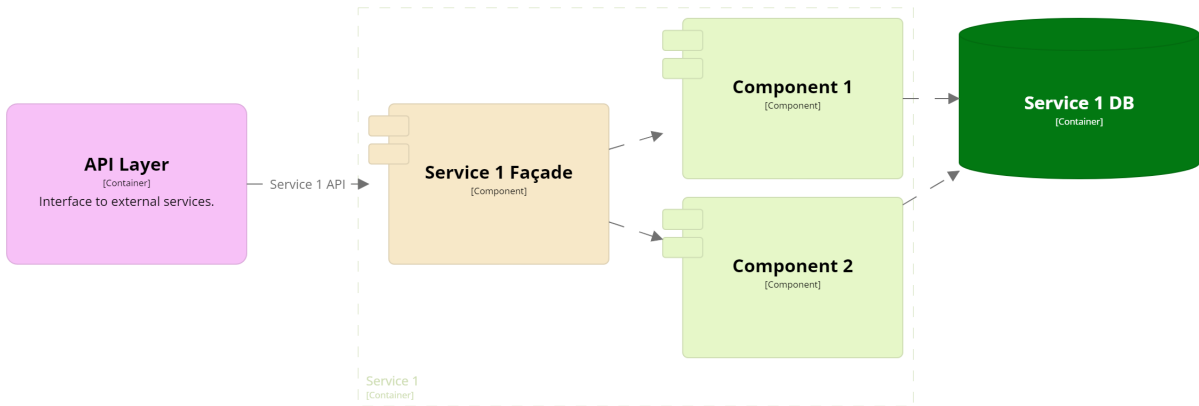 API Layer
[Container]
Interface to external services.
Service 1 API
Service 1 Façade
[Component]
Component 1
[Component]
Component 2
[Component]
Service 1 DB
[Container]
Service 1
[Container]